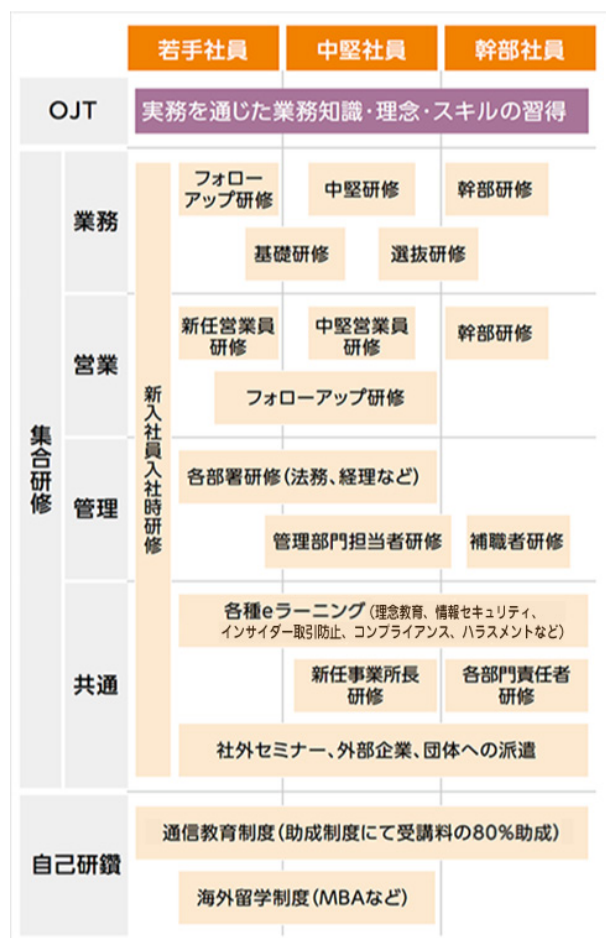 若手社員
中堅社員
幹部社員
OJT
実務を通じた業務知識・理念・スキルの習得
集合研修
新入社員入社時研修
業務
フォロー
アップ研修
中堅研修
幹部研修
基礎研修
選抜研修
営業
新任営業員
研修
中堅営業員
研修
幹部研修
フォローアップ研修
管理
各部署研修(法務、経理など)
管理部門担当者研修
補職者研修
共通
各種eラーニング(理念教育、情報セキュリティ、
インサイダー取引防止、コンプライアンス、ハラスメントなど)
新任事業所長
研修
各部門責任者
研修
社外セミナー、外部企業、団体への派遣
自己研鑽
通信教育制度(助成制度にて受講料の80%助成)
海外留学制度(MBAなど)